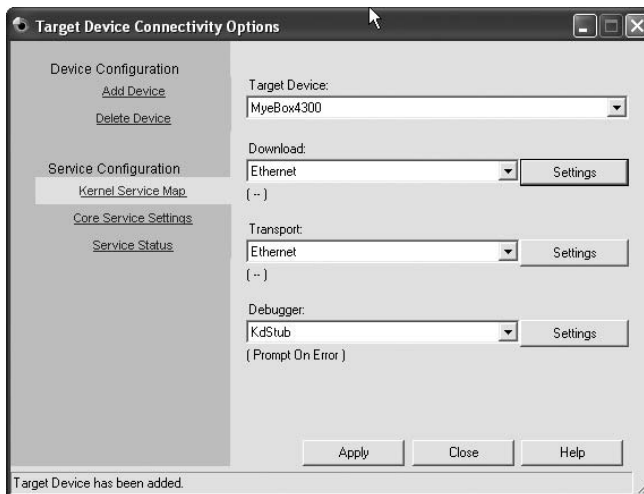 Target Device Connectivity Options
Device Configuration
Add Device
Delete Device
Service Configuration
Kernel Service Map
Core Service Settings
Service Status
Target Device:
MyeBox4300
Download:
Ethernet
Settings
( -- )
Transport:
Ethernet
Settings
( -- )
Debugger:
KdStub
Settings
( Prompt On Error )
Apply
Close
Help
Target Device has been added.